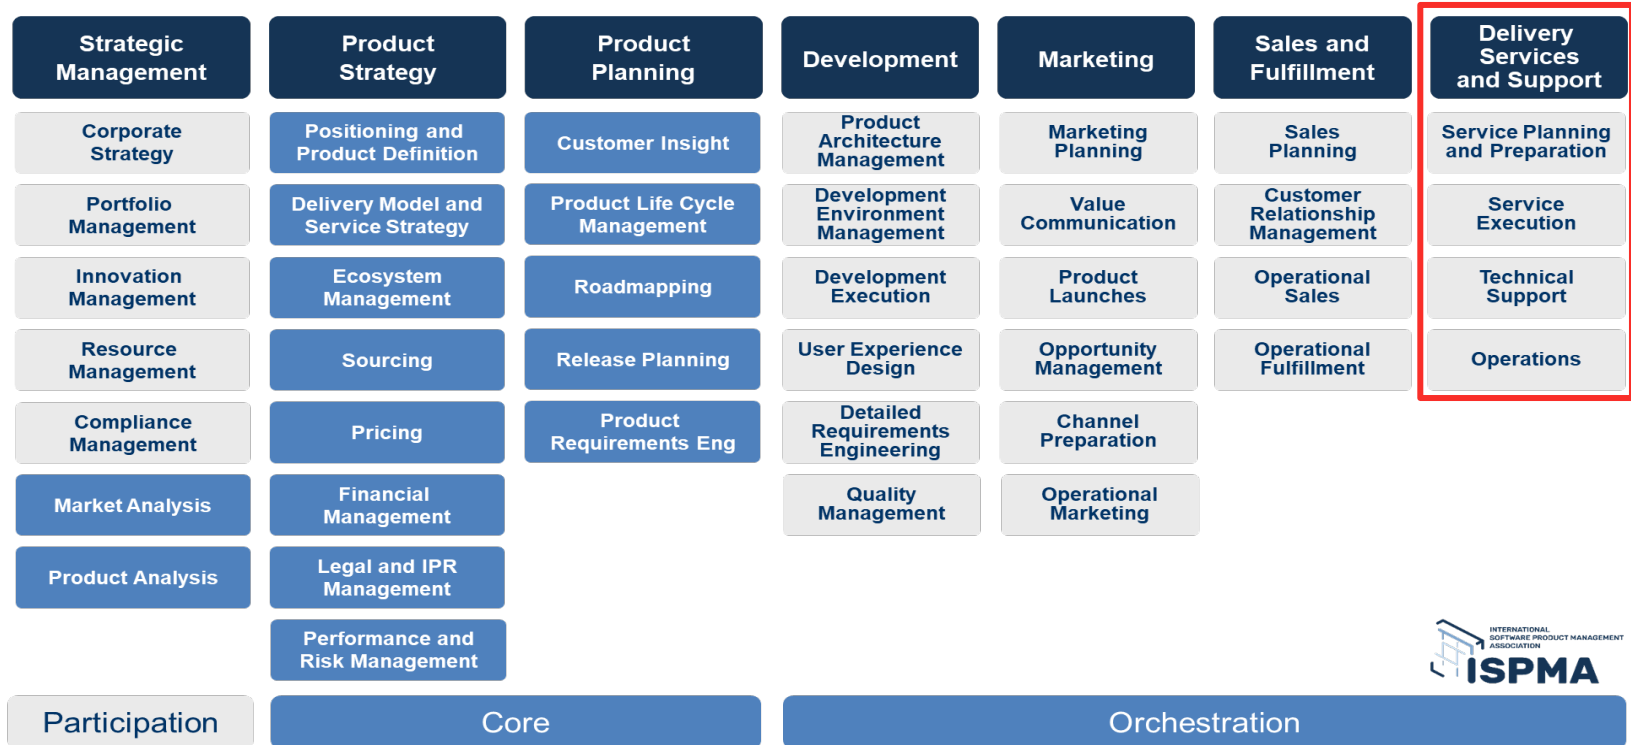 Strategic
Management
Corporate
Strategy
Portfolio
Management
Innovation
Management
Resource
Management
Compliance
Management
Market Analysis
Product Analysis
Product
Strategy
Positioning and
Product Definition
Delivery Model and
Service Strategy
Ecosystem
Management
Sourcing
Pricing
Financial
Management
Legal and IPR
Management
Performance and
Risk Management
Product
Planning
Customer Insight
Product Life Cycle
Management
Roadmapping
Release Planning
Product
Requirements Eng
Development
Product
Architecture
Management
Development
Environment
Management
Development
Execution
User Experience
Design
Detailed
Requirements
Engineering
Quality
Management
Marketing
Marketing
Planning
Value
Communication
Product
Launches
Opportunity
Management
Channel
Preparation
Operational
Marketing
Sales and
Fulfillment
Sales
Planning
Customer
Relationship
Management
Operational
Sales
Operational
Fulfillment
Delivery
Services
and Support
Service Planning
and Preparation
Service
Execution
Technical
Support
Operations
INTERNATIONAL
SOFTWARE PRODUCT MANAGEMENT
ASSOCIATION
ISPMA
Participation
Core
Orchestration